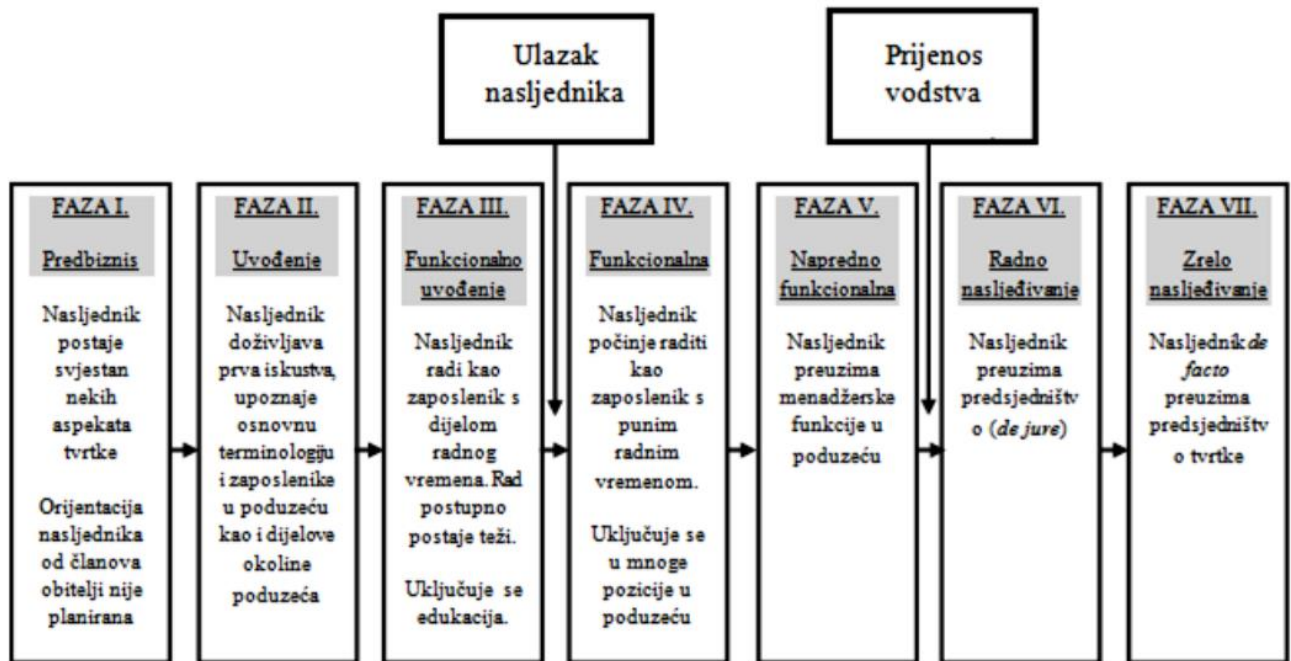 Ulazak
nasljednika
Prijenos
vodstva
FAZA I.
Predbiznis
Nasljednik
postaje
svjestan
nekih
aspekata
tvrtke
Orijentacija
nasljednika
od članova
obitelji nije
planirana
FAZA II.
Uvođenje
Nasljednik
doživljava
prva iskustva,
upoznaje
osnovnu
terminologiju
i zaposlenike
u poduzeću
kao i dijelove
okoline
poduzeća
FAZA III.
Funkcionalno
uvođenje
Nasljednik
radi kao
zaposlenik s
dijelom
radnog
vremena. Rad
postupno
postaje teži.
Uključuje se
edukacija.
FAZA IV.
Funkcionalna
Nasljednik
počinje raditi
kao
zaposlenik s
punim
radnim
vremenom.
Uključuje se
u mnoge
pozicije u
poduzeću
FAZA V.
Napredno
funkcionalna
Nasljednik
preuzima
menadžerske
funkcije u
poduzeću
FAZA VI.
Radno
nasljeđivanje
Nasljednik
preuzima
predsjedništv
o (de jure)
FAZA VII.
Zrelo
nasljeđivanje
Nasljednik de
facto
preuzima
predsjedništv
o tvrtke